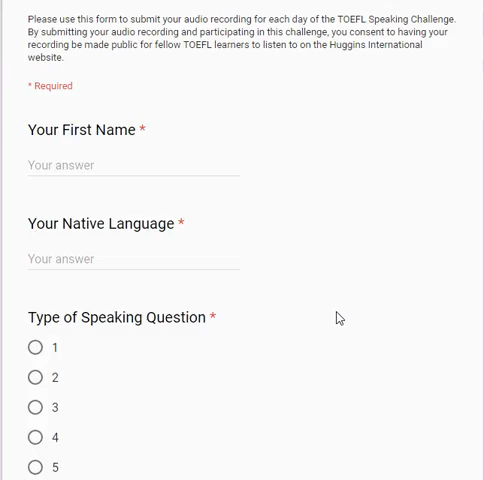 Please use this form to submit your audio recording for each day of the TOEFL Speaking Challenge.
By submitting your audio recording and participating in this challenge, you consent to having your
recording be made public for fellow TOEFL learners to listen to on the Huggins International
website.
* Required
Your First Name *
Your answer
Your Native Language *
Your answer
Type of Speaking Question *
1
2
3
4
5